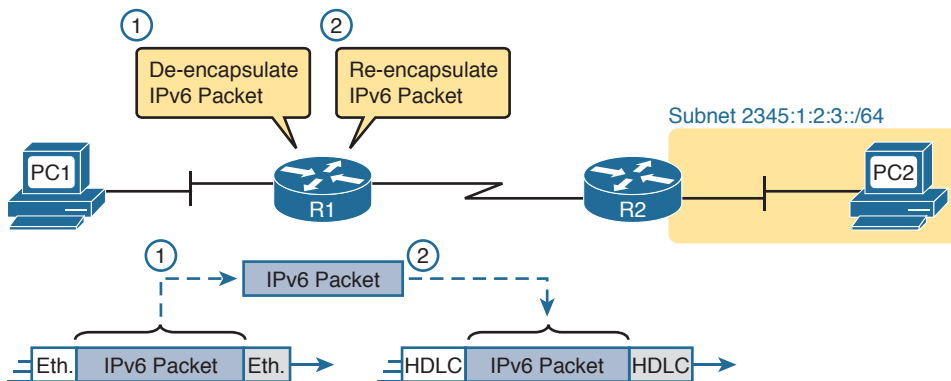 1
2
De-encapsulate
IPv6 Packet
Re-encapsulate
IPv6 Packet
Subnet 2345:1:2:3::/64
PC1
R1
R2
PC2
1
IPv6 Packet
2
Eth.
IPv6 Packet
Eth.
HDLC
IPv6 Packet
HDLC